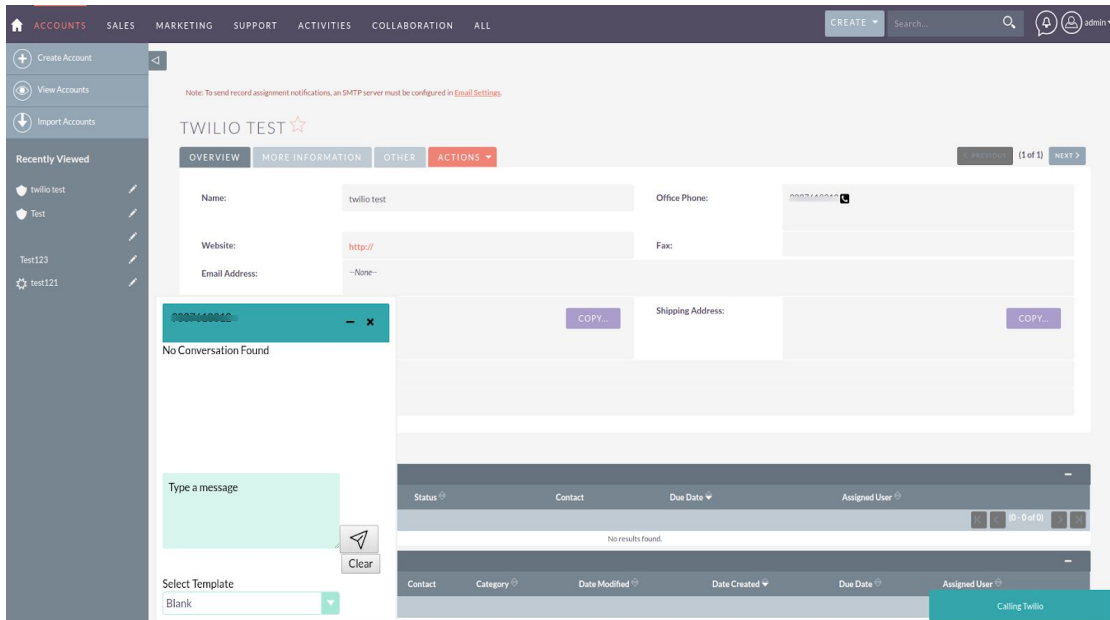 ACCOUNTS SALES MARKETING SUPPORT ACTIVITIES COLLABORATION ALL CREATE Search... admin
Create Account
View Accounts
Import Accounts
Recently Viewed
twilio test
Test
Test123
test121
Note: To send record assignment notifications, an SMTP server must be configured in Email Settings.
TWILIO TEST
OVERVIEW MORE INFORMATION OTHER ACTIONS PREVIOUS (1 of 1) NEXT
Name: twilio test Office Phone:
Website: http:// Fax:
Email Address: --None--
COPY... Shipping Address: COPY...
No Conversation Found
Type a message
Clear
Select Template
Blank
Status Contact Due Date Assigned User
(0 - 0 of 0)
No results found.
Contact Category Date Modified Date Created Due Date Assigned User
Calling Twilio